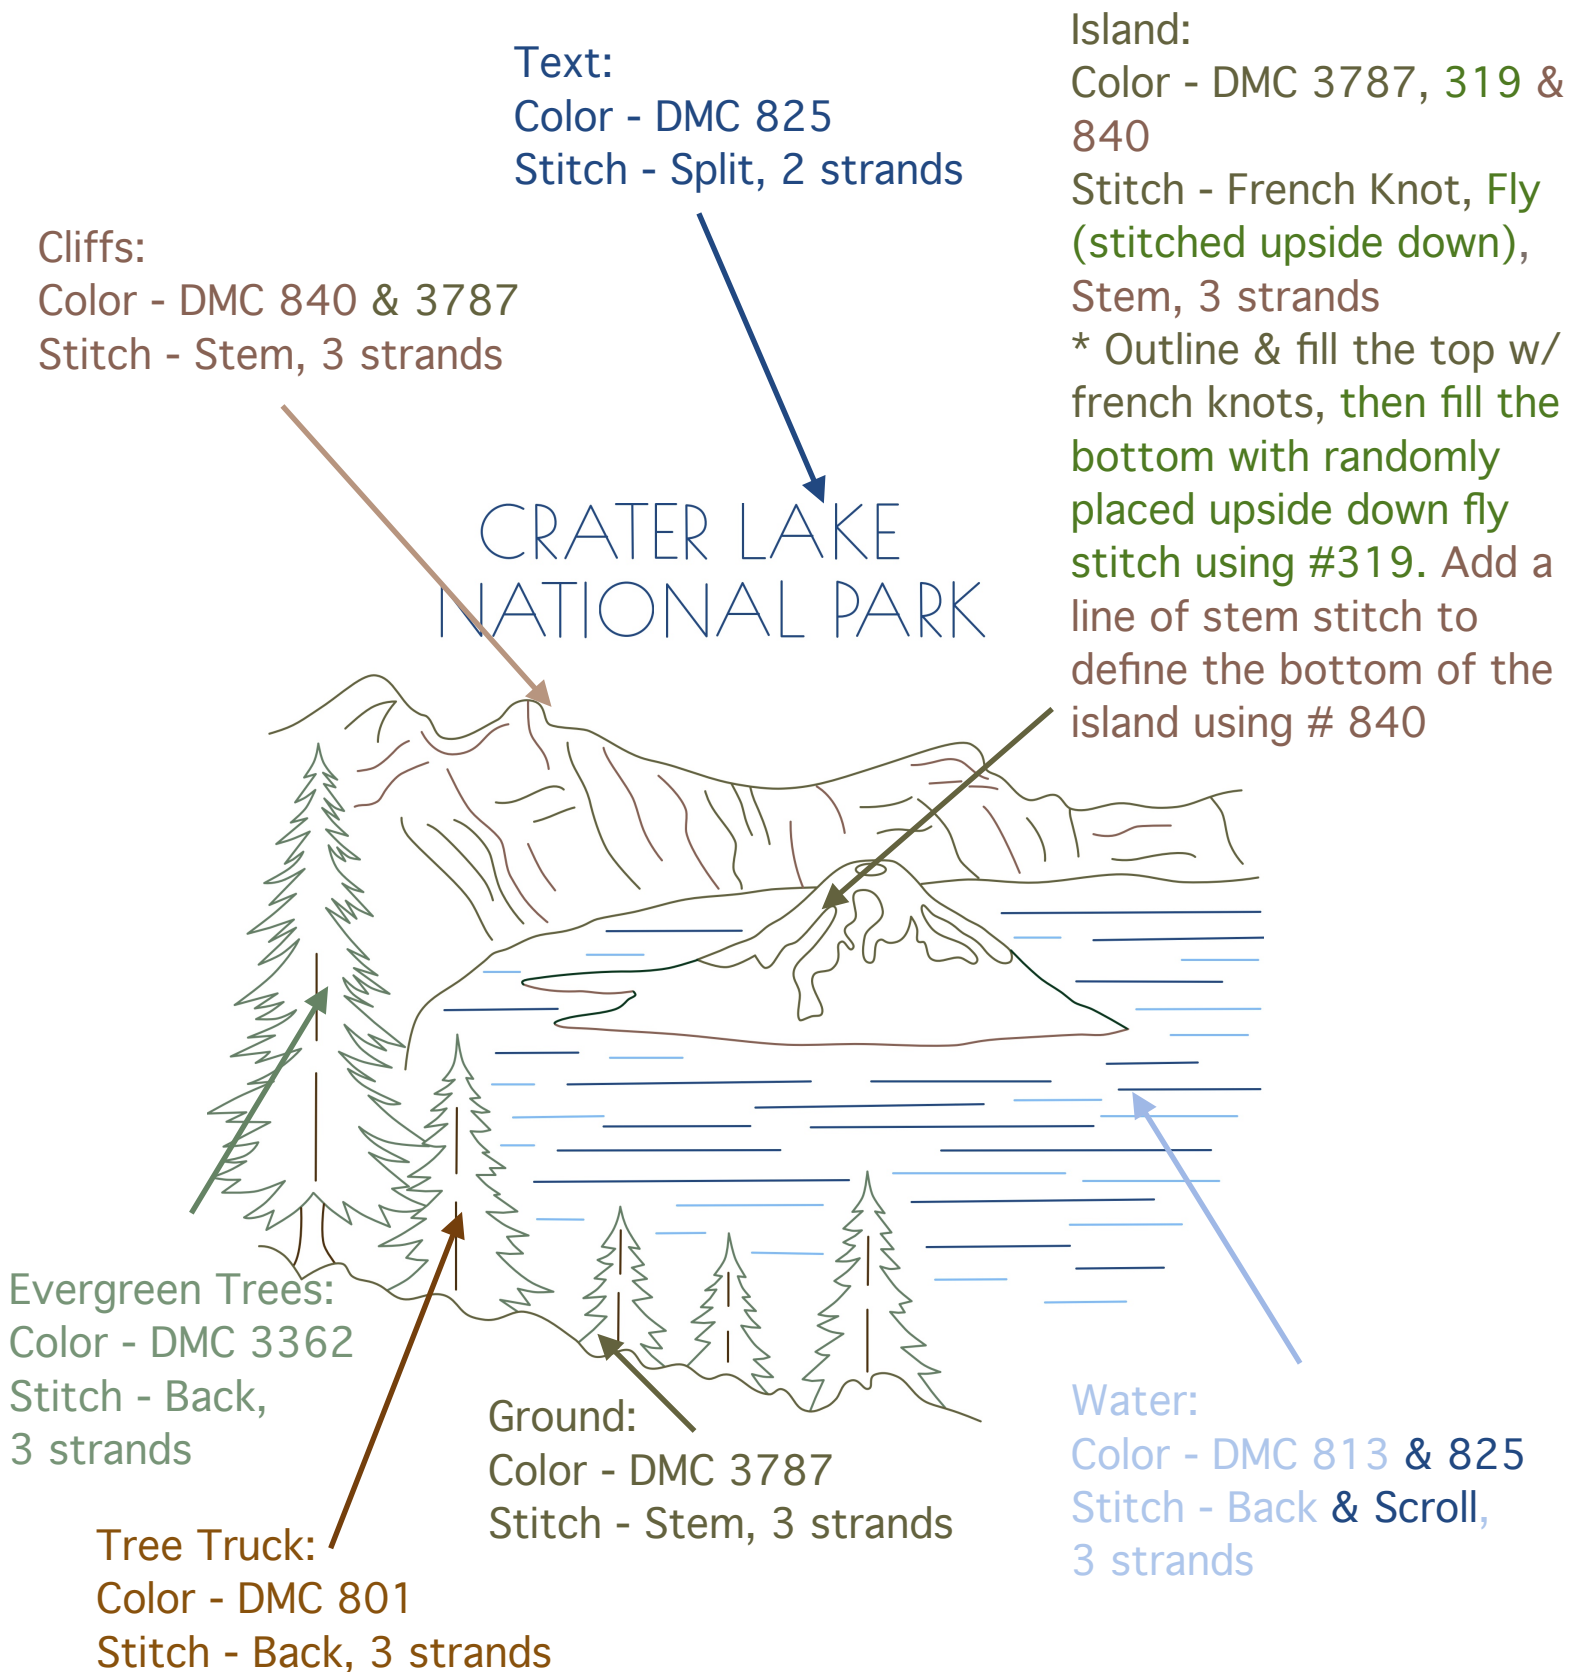 Text:
Color - DMC 825
Stitch - Split, 2 strands
Island:
Color - DMC 3787, 319 &
840
Stitch - French Knot, Fly
(stitched upside down),
Stem, 3 strands
* Outline & fill the top w/
french knots, then fill the
bottom with randomly
placed upside down fly
stitch using #319. Add a
line of stem stitch to
define the bottom of the
island using # 840
Cliffs:
Color - DMC 840 & 3787
Stitch - Stem, 3 strands
CRATER LAKE
NATIONAL PARK
Evergreen Trees:
Color - DMC 3362
Stitch - Back,
3 strands
Tree Truck:
Color - DMC 801
Stitch - Back, 3 strands
Ground:
Color - DMC 3787
Stitch - Stem, 3 strands
Water:
Color - DMC 813 & 825
Stitch - Back & Scroll,
3 strands